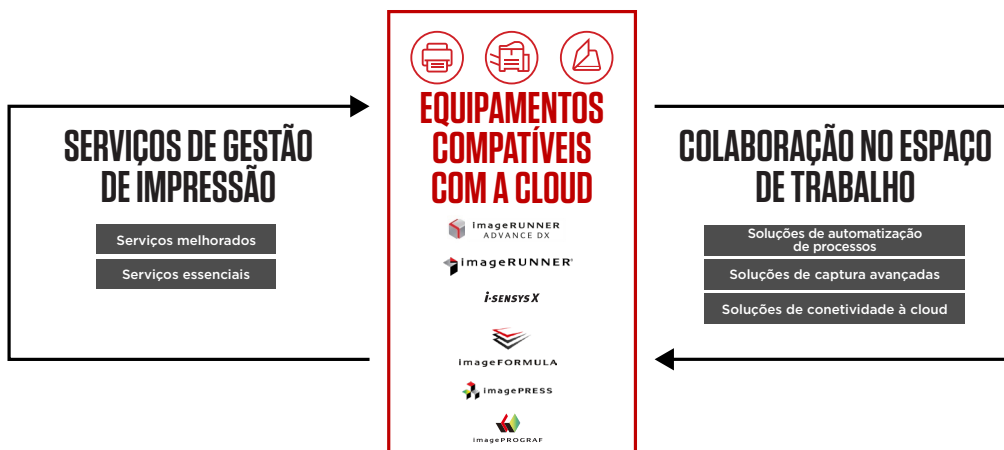 SERVIÇOS DE GESTÃO
DE IMPRESSÃO
Serviços melhorados
Serviços essenciais
EQUIPAMENTOS
COMPATÍVEIS
COM A CLOUD
imageRUNNER
ADVANCE DX
imageRUNNER®
i-SENSYS X
imageFORMULA
imagePRESS
imagePROGRAF
COLABORAÇÃO NO ESPAÇO
DE TRABALHO
Soluções de automatização
de processos
Soluções de captura avançadas
Soluções de conetividade à cloud